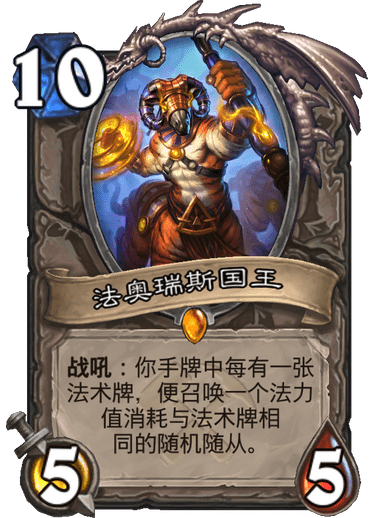 10
法奥瑞斯国王
战吼：你手牌中每有一张
法术牌，便召唤一个法力
值消耗与法术牌相
同的随机随从。
5
5